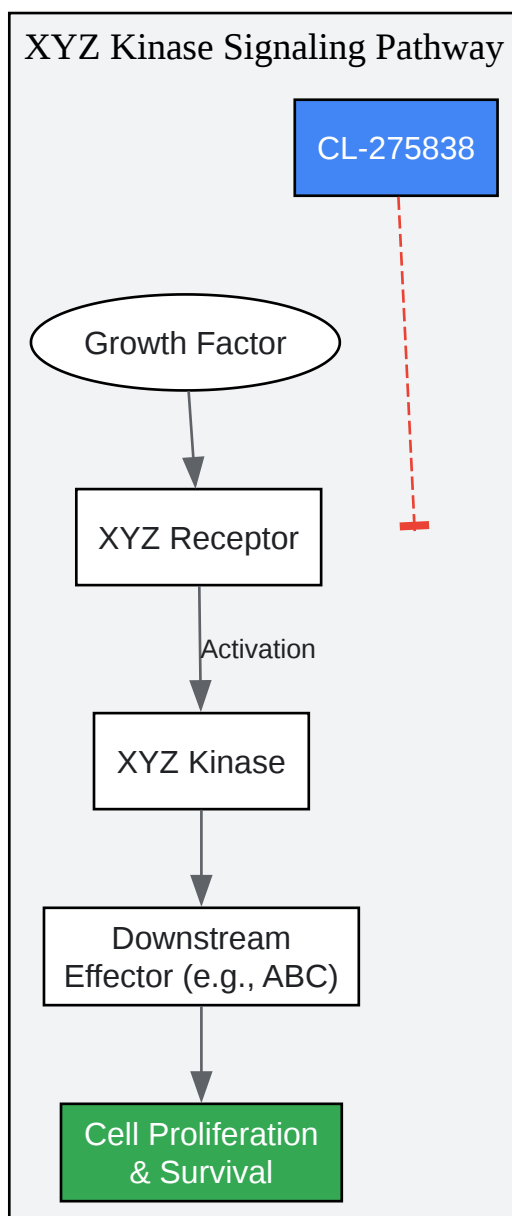 XYZ Kinase Signaling Pathway
CL-275838
Growth Factor
XYZ Receptor
Activation
XYZ Kinase
Downstream
Effector (e.g., ABC)
Cell Proliferation
& Survival